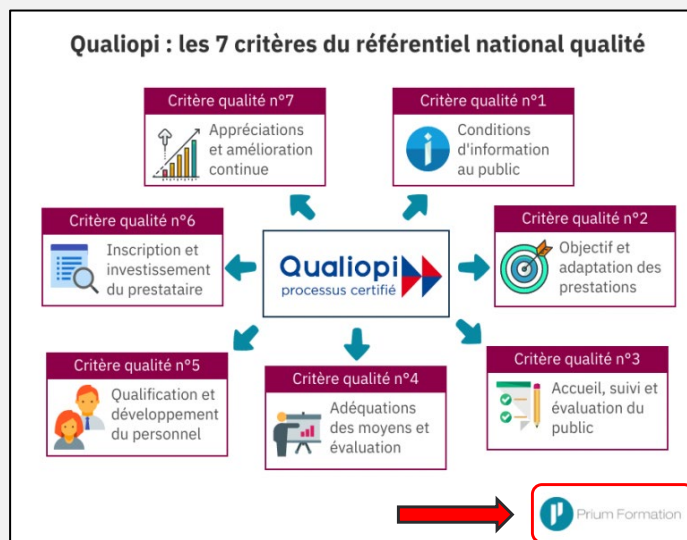 Qualiopi : les 7 critères du référentiel national qualité
Critère qualité n°7
Appréciations
et amélioration
continue
Critère qualité n°1
Conditions
d'information
au public
Critère qualité n°6
Inscription et
investissement
du prestataire
Qualiopi
processus certifié
Critère qualité n°2
Objectif et
adaptation des
prestations
Critère qualité n°5
Qualification et
développement
du personnel
Critère qualité n°4
Adéquations
des moyens et
évaluation
Critère qualité n°3
Accueil, suivi et
évaluation du
public
Prium Formation